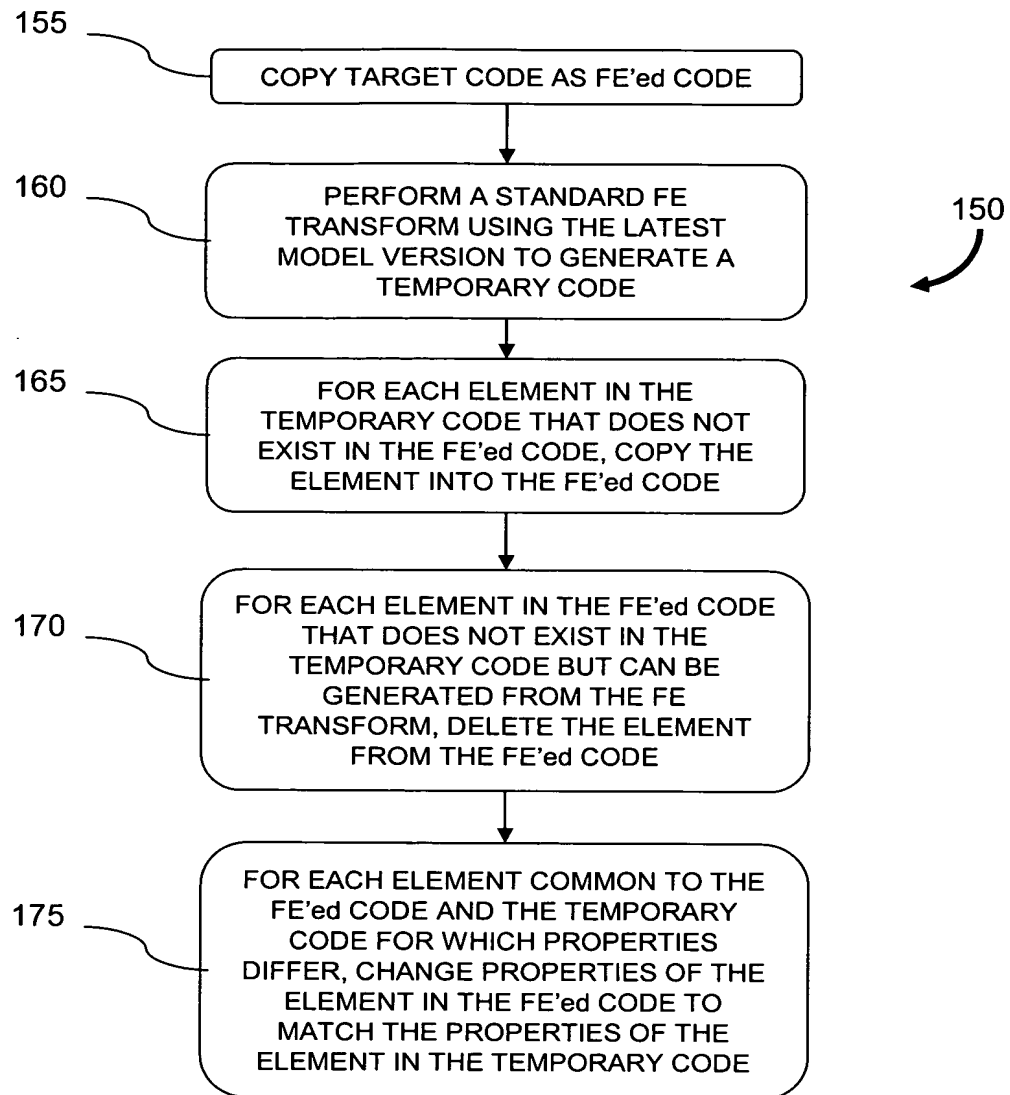 155
COPY TARGET CODE AS FE'ed CODE
160
PERFORM A STANDARD FE
TRANSFORM USING THE LATEST
MODEL VERSION TO GENERATE A
TEMPORARY CODE
150
165
FOR EACH ELEMENT IN THE
TEMPORARY CODE THAT DOES NOT
EXIST IN THE FE'ed CODE, COPY THE
ELEMENT INTO THE FE'ed CODE
170
FOR EACH ELEMENT IN THE FE'ed CODE
THAT DOES NOT EXIST IN THE
TEMPORARY CODE BUT CAN BE
GENERATED FROM THE FE
TRANSFORM, DELETE THE ELEMENT
FROM THE FE'ed CODE
175
FOR EACH ELEMENT COMMON TO THE
FE'ed CODE AND THE TEMPORARY
CODE FOR WHICH PROPERTIES
DIFFER, CHANGE PROPERTIES OF THE
ELEMENT IN THE FE'ed CODE TO
MATCH THE PROPERTIES OF THE
ELEMENT IN THE TEMPORARY CODE